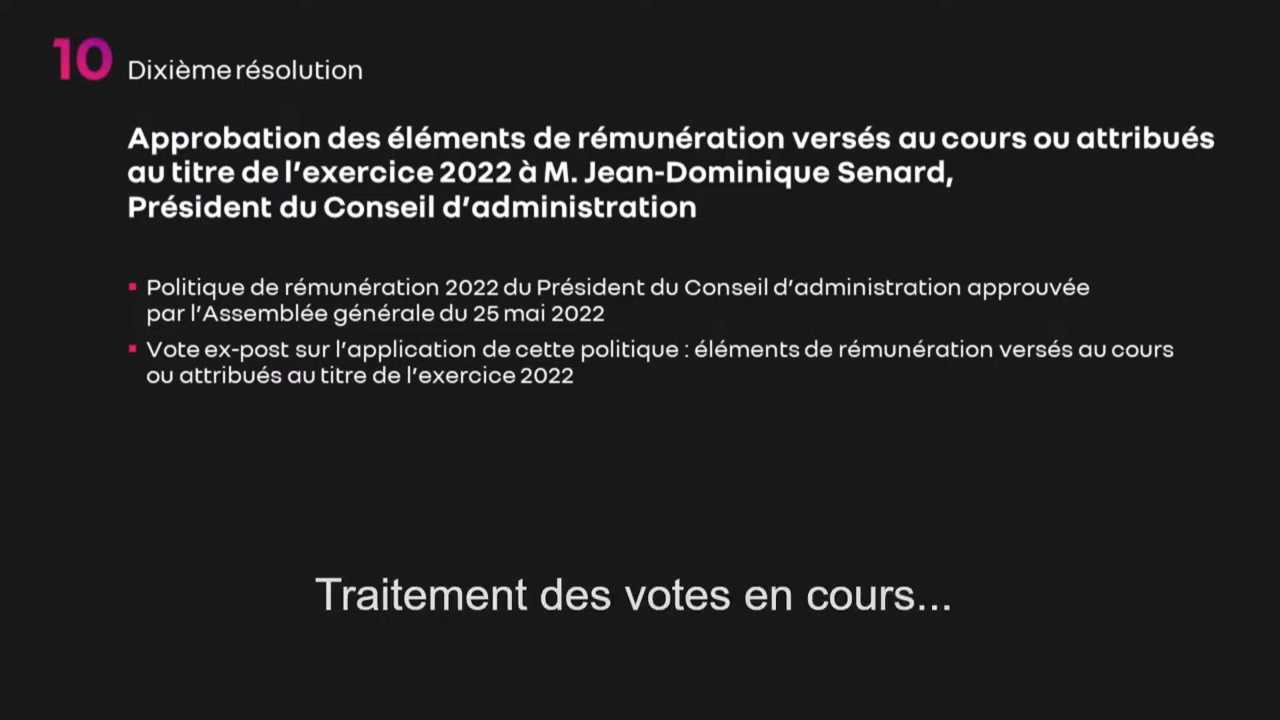 10 Dixième résolution
Approbation des éléments de rémunération versés au cours ou attribués
au titre de l'exercice 2022 à M. Jean-Dominique Senard,
Président du Conseil d'administration
▪ Politique de rémunération 2022 du Président du Conseil d'administration approuvée
par l'Assemblée générale du 25 mai 2022
▪ Vote ex-post sur l'application de cette politique : éléments de rémunération versés au cours
ou attribués au titre de l'exercice 2022
Traitement des votes en cours...